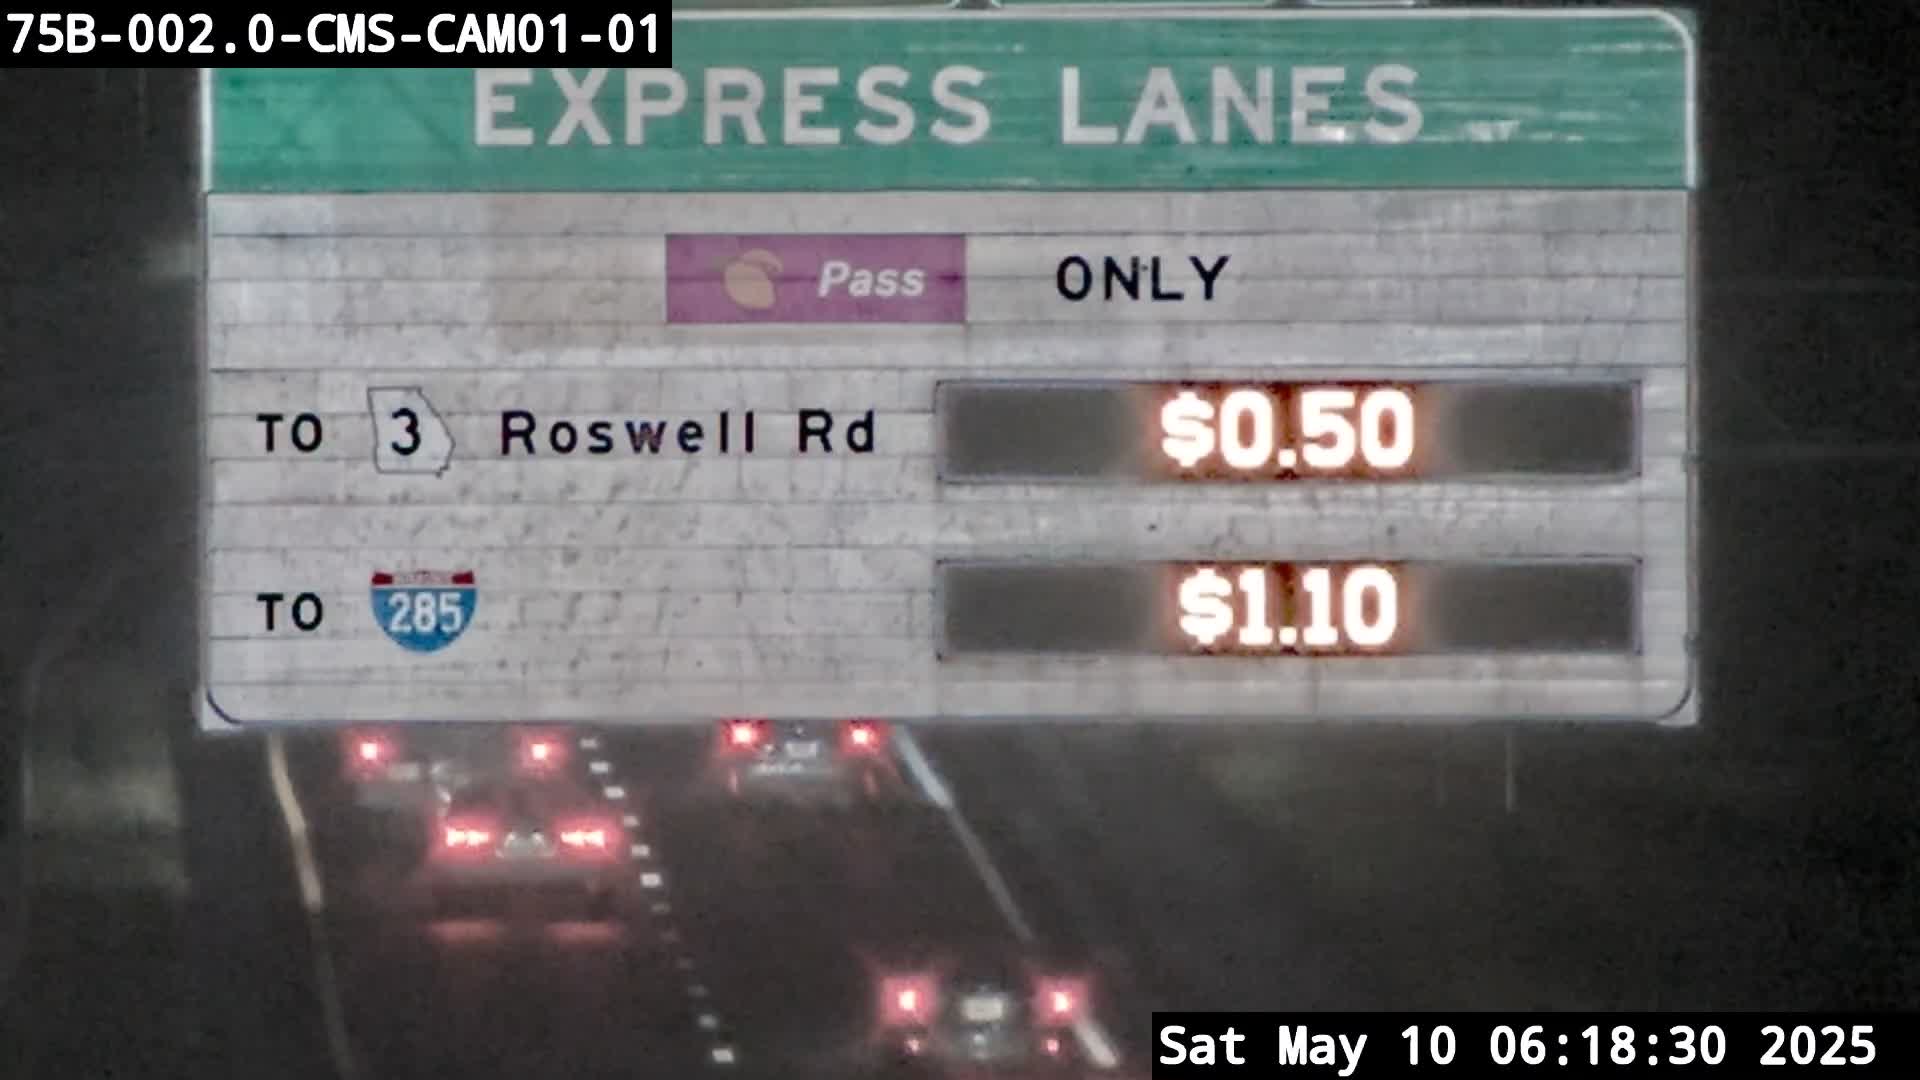 75B-002.0-CMS-CAM01-01
EXPRESS LANES
Pass ONLY
TO 3 Roswell Rd $0.50
TO 285 $1.10
Sat May 10 06:18:30 2025